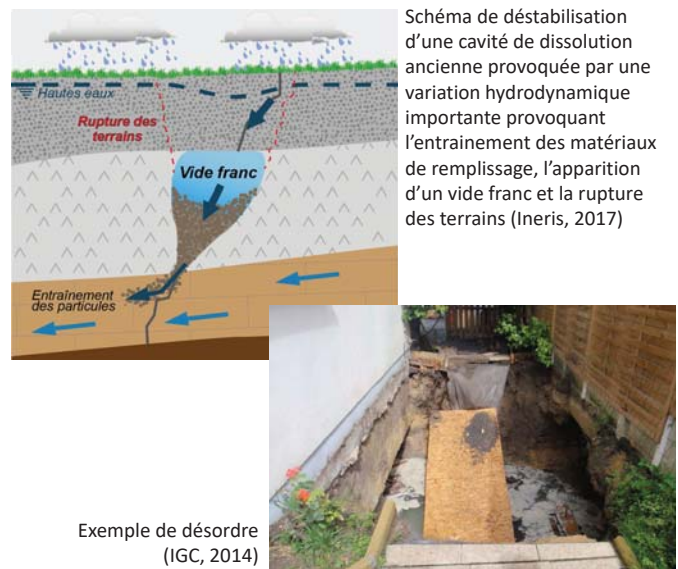 Schéma de déstabilisation
d’une cavité de dissolution
ancienne provoquée par une
variation hydrodynamique
importante provoquant
l’entrainement des matériaux
de remplissage, l’apparition
d’un vide franc et la rupture
des terrains (Ineris, 2017)
Hautes eaux
Rupture des
terrains
Vide franc
Entraînement
des particules
Exemple de désordre
(IGC, 2014)